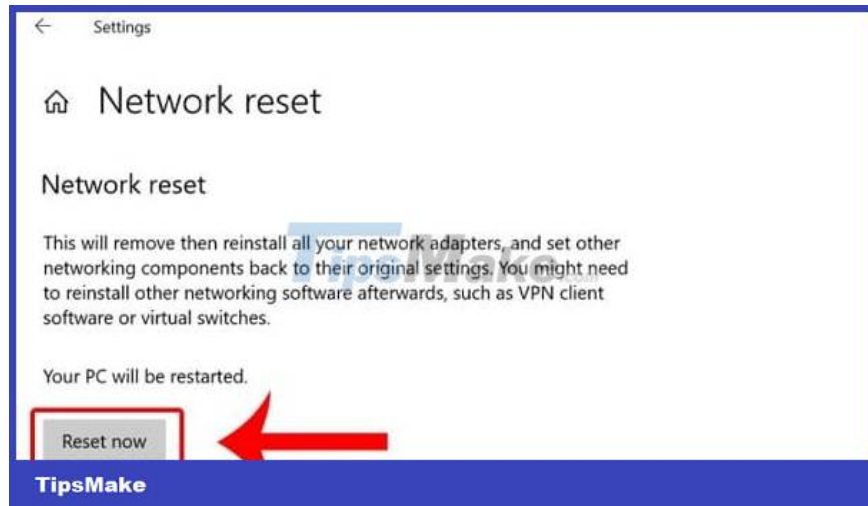 Settings
Network reset
Network reset
This will remove then reinstall all your network adapters, and set other
networking components back to their original settings. You might need
to reinstall other networking software afterwards, such as VPN client
software or virtual switches.
TipsMake.com
Your PC will be restarted.
Reset now
TipsMake